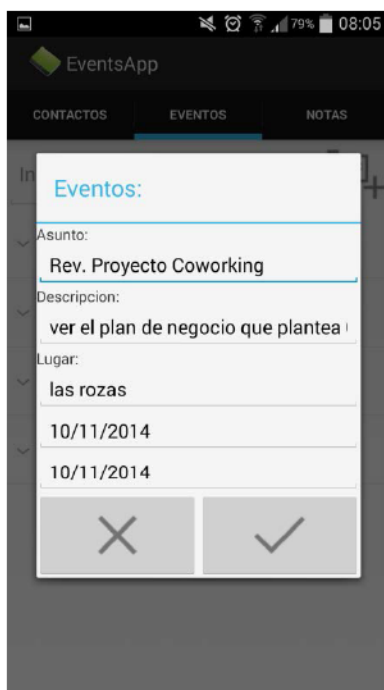 79% 08:05
EventsApp
CONTACTOS EVENTOS NOTAS
In
Eventos:
Asunto:
Rev. Proyecto Coworking
Descripcion:
ver el plan de negocio que plantea
Lugar:
las rozas
10/11/2014
10/11/2014